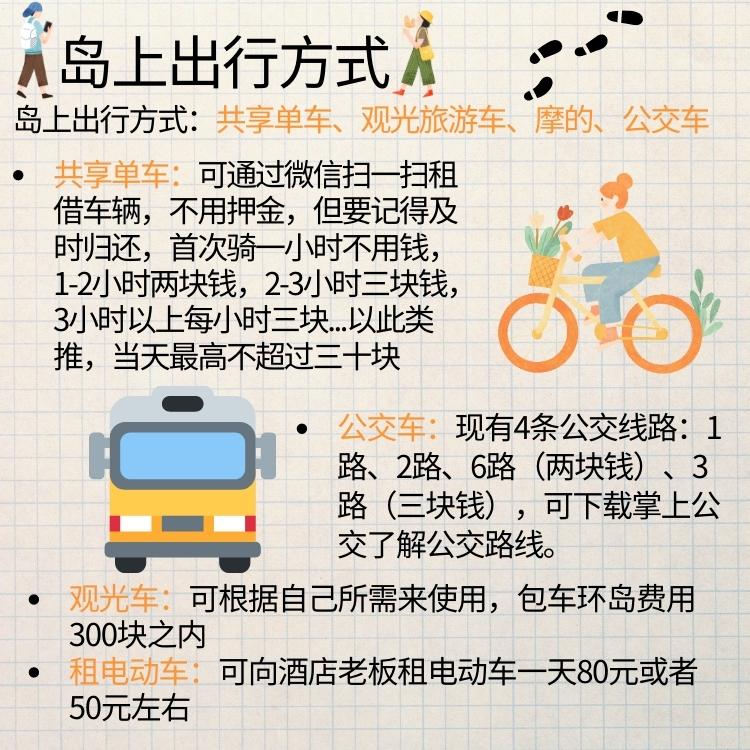 岛上出行方式
岛上出行方式：共享单车、观光旅游车、摩的、公交车
共享单车：可通过微信扫一扫租
借车辆，不用押金，但要记得及
时归还，首次骑一小时不用钱，
1-2小时两块钱，2-3小时三块钱，
3小时以上每小时三块...以此类
推，当天最高不超过三十块
公交车：现有4条公交线路：1
路、2路、6路（两块钱）、3
路（三块钱），可下载掌上公
交了解公交路线。
观光车：可根据自己所需来使用，包车环岛费用
300块之内
租电动车：可向酒店老板租电动车一天80元或者
50元左右